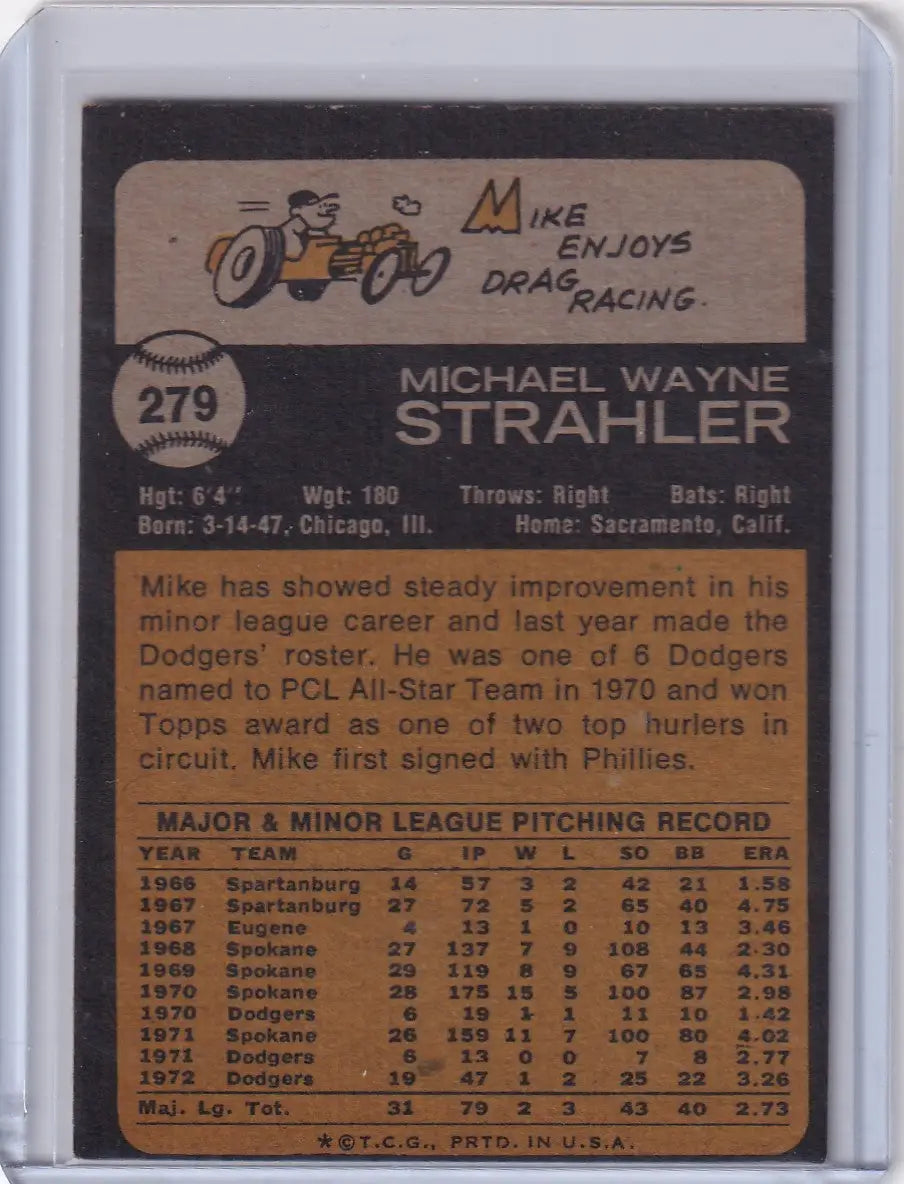 MIKE
ENJOYS
DRAG
RACING.
279
MICHAEL WAYNE
STRAHLER
Hgt: 6'4" Wgt: 180 Throws: Right Bats: Right
Born: 3-14-47, Chicago, Ill. Home: Sacramento, Calif.
Mike has showed steady improvement in his
minor league career and last year made the
Dodgers' roster. He was one of 6 Dodgers
named to PCL All-Star Team in 1970 and won
Topps award as one of two top hurlers in
circuit. Mike first signed with Phillies.
MAJOR & MINOR LEAGUE PITCHING RECORD
YEAR TEAM G IP W L SO BB ERA
1966 Spartanburg 14 57 3 2 42 21 1.58
1967 Spartanburg 27 72 5 2 65 40 4.75
1967 Eugene 4 13 1 0 10 13 3.46
1968 Spokane 27 137 7 9 108 44 2.30
1969 Spokane 29 119 8 9 67 65 4.31
1970 Spokane 28 175 15 5 100 87 2.98
1970 Dodgers 6 19 1 1 11 10 1.42
1971 Spokane 26 159 11 7 100 80 4.02
1971 Dodgers 6 13 0 0 7 8 2.77
1972 Dodgers 19 47 1 2 25 22 3.26
Maj. Lg. Tot. 31 79 2 3 43 40 2.73
*©T.C.G., PRTD. IN U.S.A.